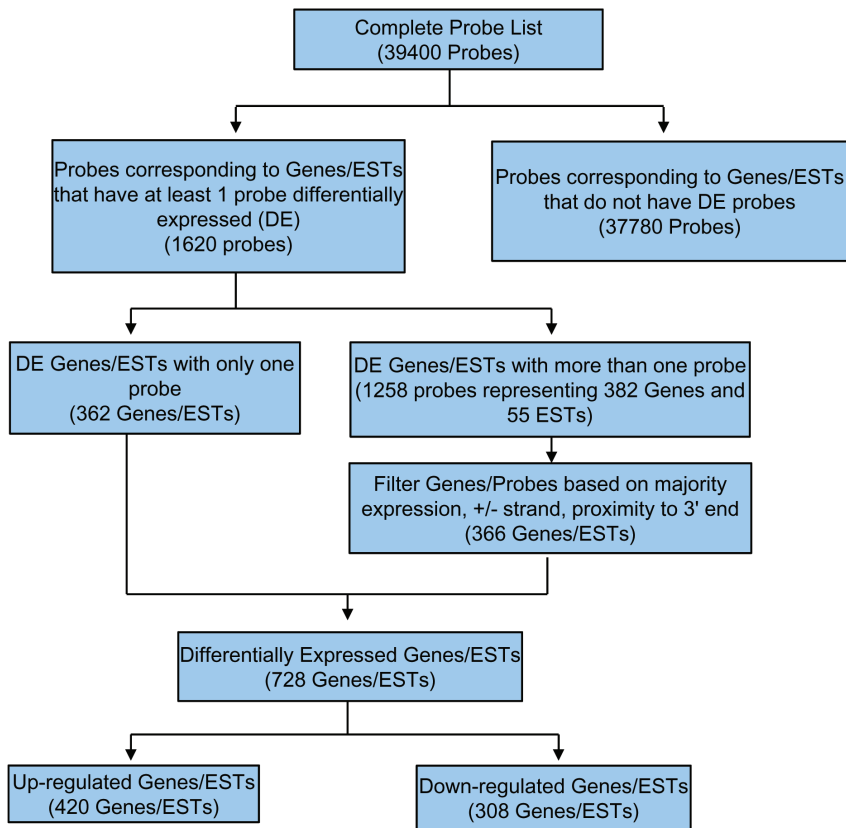 Complete Probe List
(39400 Probes)
Probes corresponding to Genes/ESTs
that have at least 1 probe differentially
expressed (DE)
(1620 probes)
Probes corresponding to Genes/ESTs
that do not have DE probes
(37780 Probes)
DE Genes/ESTs with only one
probe
(362 Genes/ESTs)
DE Genes/ESTs with more than one probe
(1258 probes representing 382 Genes and
55 ESTs)
Filter Genes/Probes based on majority
expression, +/- strand, proximity to 3' end
(366 Genes/ESTs)
Differentially Expressed Genes/ESTs
(728 Genes/ESTs)
Up-regulated Genes/ESTs
(420 Genes/ESTs)
Down-regulated Genes/ESTs
(308 Genes/ESTs)